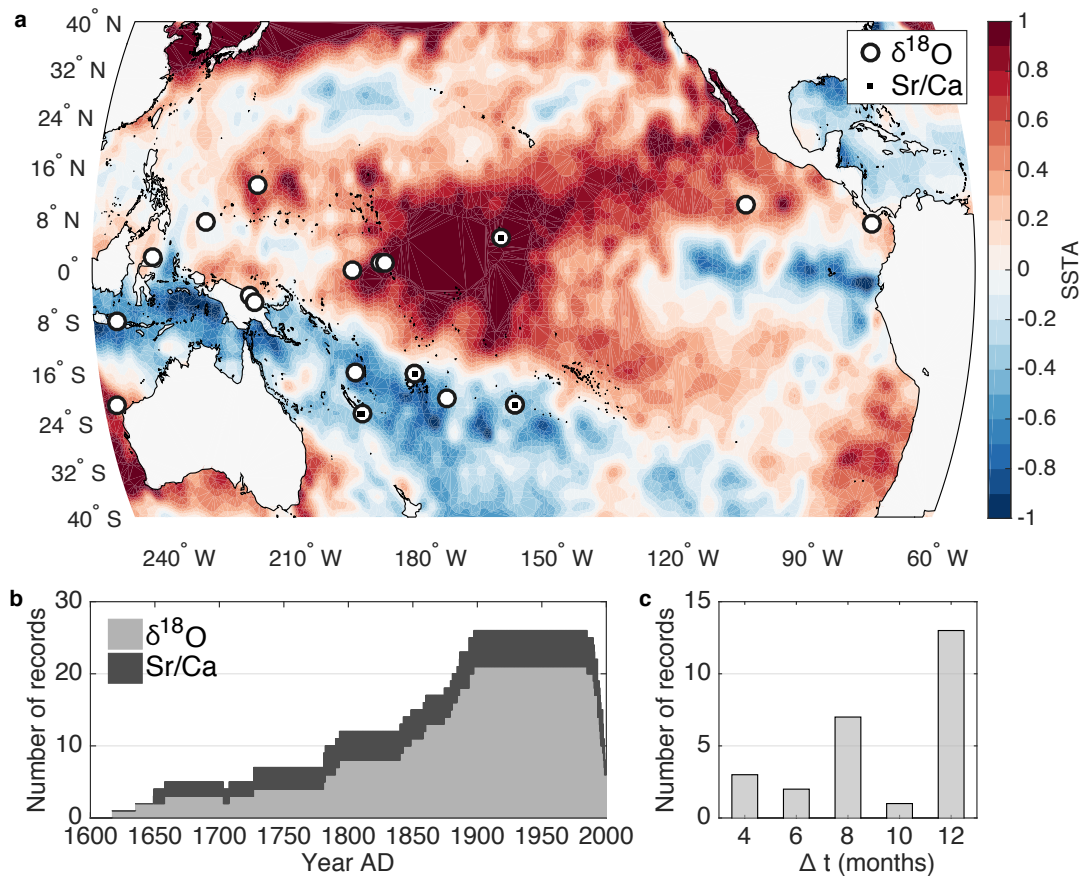 a
40° N
32° N
24° N
16° N
8° N
0°
8° S
16° S
24° S
32° S
40° S
240° W 210° W 180° W 150° W 120° W 90° W 60° W
δ18O
Sr/Ca
1
0.8
0.6
0.4
0.2
0
-0.2
-0.4
-0.6
-0.8
-1
SSTA
b
Number of records
30
20
10
0
δ18O
Sr/Ca
1600 1650 1700 1750 1800 1850 1900 1950 2000
Year AD
c
Number of records
15
10
5
0
4 6 8 10 12
Δ t (months)